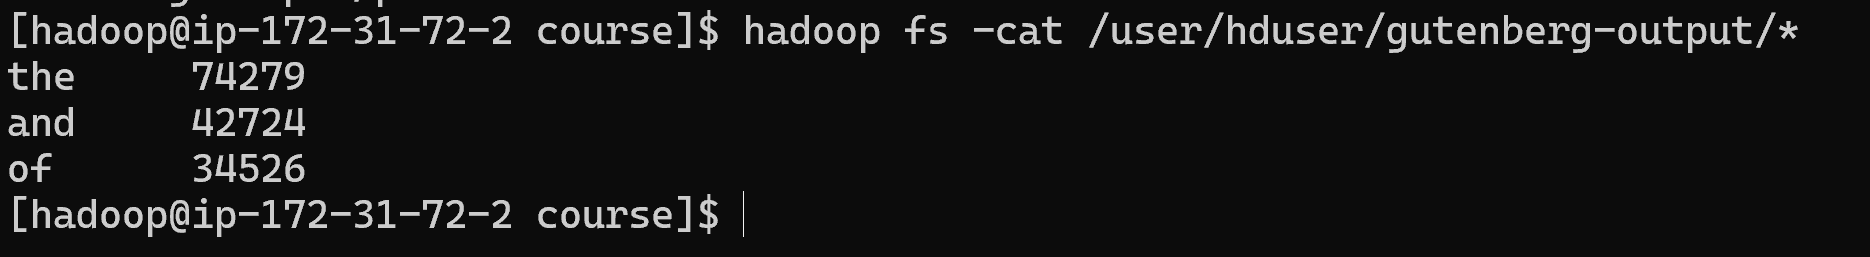 [hadoop@ip-172-31-72-2 course]$ hadoop fs -cat /user/hduser/gutenberg-output/*
the     74279
and     42724
of      34526
[hadoop@ip-172-31-72-2 course]$